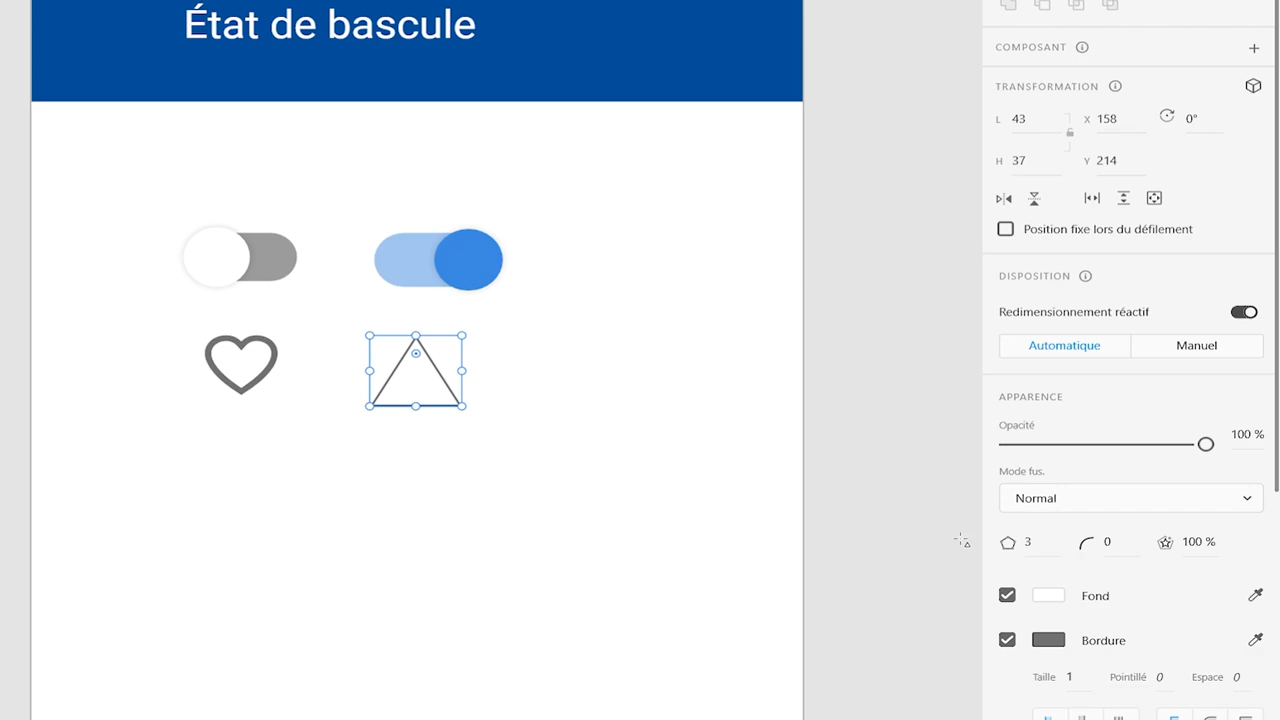 État de bascule
COMPOSANT
TRANSFORMATION
L 43 X 158 0°
H 37 Y 214
Position fixe lors du défilement
DISPOSITION
Redimensionnement réactif
Automatique Manuel
APPARENCE
Opacité
100 %
Mode fus.
Normal
3 0 100 %
Fond
Bordure
Taille 1 Pointillé 0 Espace 0